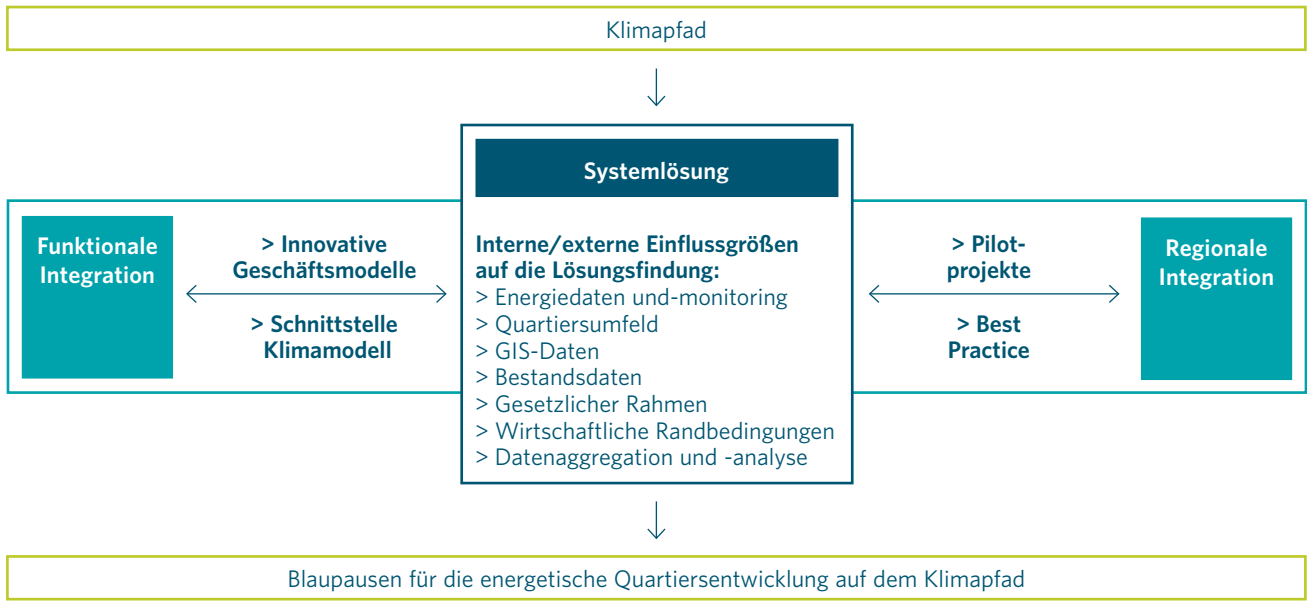 Klimapfad
Systemlösung
Funktionale
Integration
> Innovative
Geschäftsmodelle
> Schnittstelle
Klimamodell
Interne/externe Einflussgrößen
auf die Lösungsfindung:
> Energiedaten und-monitoring
> Quartiersumfeld
> GIS-Daten
> Bestandsdaten
> Gesetzlicher Rahmen
> Wirtschaftliche Randbedingungen
> Datenaggregation und -analyse
> Pilot-
projekte
> Best
Practice
Regionale
Integration
Blaupausen für die energetische Quartiersentwicklung auf dem Klimapfad